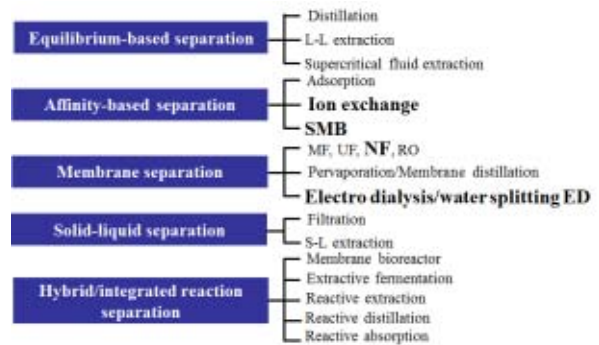 Equilibrium-based separation
Distillation
L-L extraction
Supercritical fluid extraction
Affinity-based separation
Adsorption
Ion exchange
SMB
Membrane separation
MF, UF, NF, RO
Pervaporation/Membrane distillation
Electro dialysis/water splitting ED
Solid-liquid separation
Filtration
S-L extraction
Hybrid/integrated reaction
separation
Membrane bioreactor
Extractive fermentation
Reactive extraction
Reactive distillation
Reactive absorption